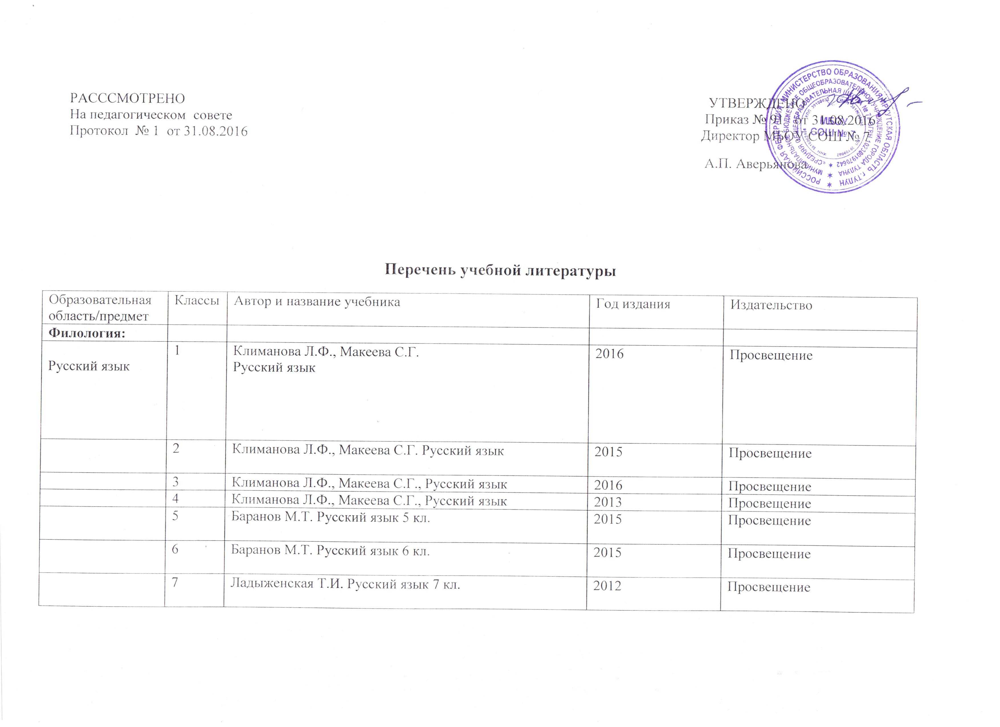 РАСССМОТРЕНО
На педагогическом совете
Протокол № 1 от 31.08.2016
УТВЕРЖДЕНО
Приказ № 91 от 31.08.2016
Директор МБОУ СОШ № 7
А.П. Аверьянова
РОССИЙСКАЯ ФЕДЕРАЦИЯ МИНИСТЕРСТВО ОБРАЗОВАНИЯ ИРКУТСКАЯ ОБЛАСТЬ г.ТУЛУН
МУНИЦИПАЛЬНОЕ БЮДЖЕТНОЕ ОБЩЕОБРАЗОВАТЕЛЬНОЕ УЧРЕЖДЕНИЕ ГОРОДА ТУЛУНА
«СРЕДНЯЯ ОБЩЕОБРАЗОВАТЕЛЬНАЯ ШКОЛА № 7» ОГРН 1023801970642
МБОУ
СОШ № 7
Перечень учебной литературы
Образовательная область/предмет Классы Автор и название учебника Год издания Издательство
Филология:
Русский язык 1 Климанова Л.Ф., Макеева С.Г. 2016 Просвещение
Русский язык
2 Климанова Л.Ф., Макеева С.Г. Русский язык 2015 Просвещение
3 Климанова Л.Ф., Макеева С.Г., Русский язык 2016 Просвещение
4 Климанова Л.Ф., Макеева С.Г., Русский язык 2013 Просвещение
5 Баранов М.Т. Русский язык 5 кл. 2015 Просвещение
6 Баранов М.Т. Русский язык 6 кл. 2015 Просвещение
7 Ладыженская Т.И. Русский язык 7 кл. 2012 Просвещение